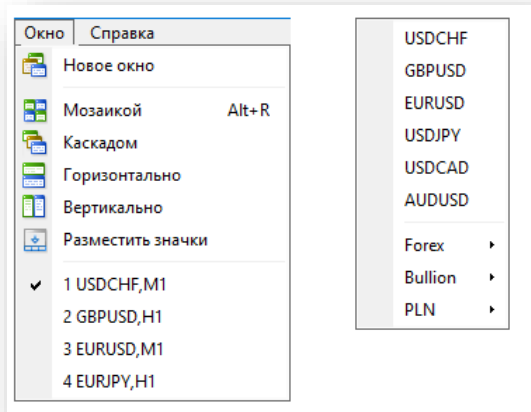 Окно Справка
Новое окно
Мозаикой Alt+R
Каскадом
Горизонтально
Вертикально
Разместить значки
1 USDCHF,M1
2 GBPUSD,H1
3 EURUSD,M1
4 EURJPY,H1
USDCHF
GBPUSD
EURUSD
USDJPY
USDCAD
AUDUSD
Forex
Bullion
PLN